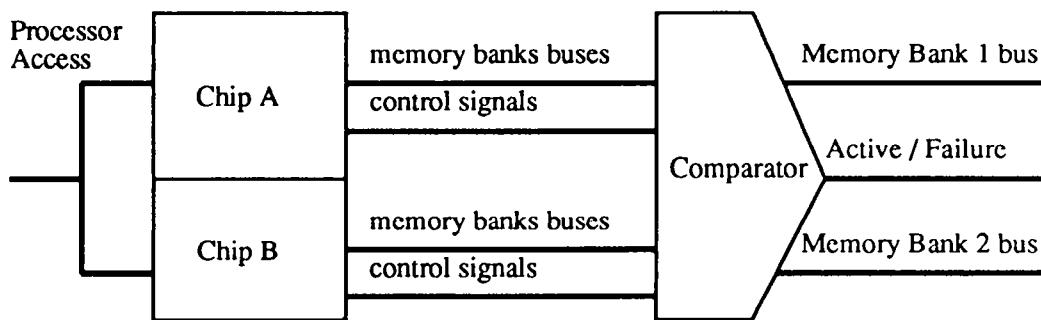 Processor
Access
Chip A
memory banks buses
control signals
Comparator
Memory Bank 1 bus
Active / Failure
Memory Bank 2 bus
Chip B
memory banks buses
control signals